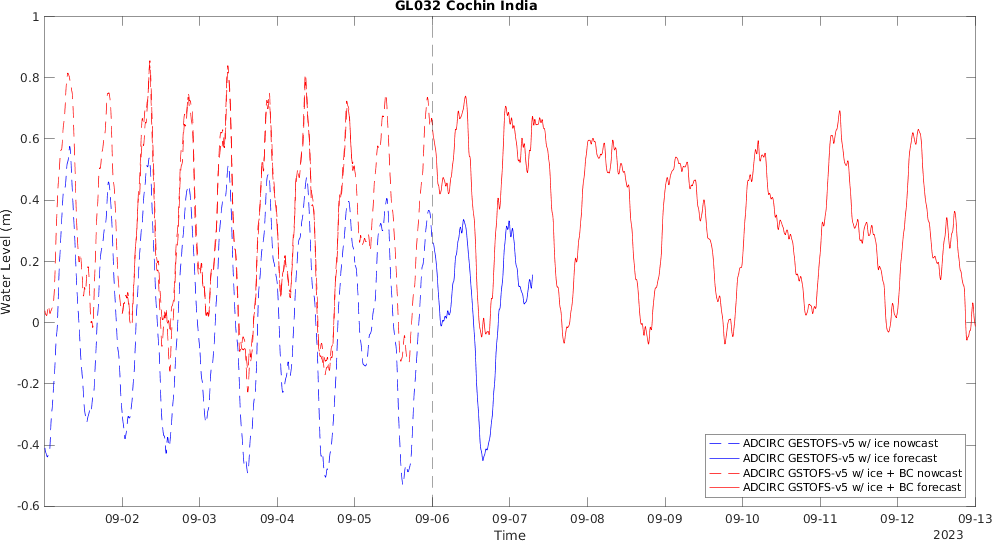 GL032 Cochin India
1
0.8
0.6
0.4
0.2
0
-0.2
-0.4
-0.6
Water Level (m)
ADCIRC GESTOFS-v5 w/ ice nowcast
ADCIRC GESTOFS-v5 w/ ice forecast
ADCIRC GSTOFS-v5 w/ ice + BC nowcast
ADCIRC GSTOFS-v5 w/ ice + BC forecast
09-02 09-03 09-04 09-05 09-06 09-07 09-08 09-09 09-10 09-11 09-12 09-13
Time
2023